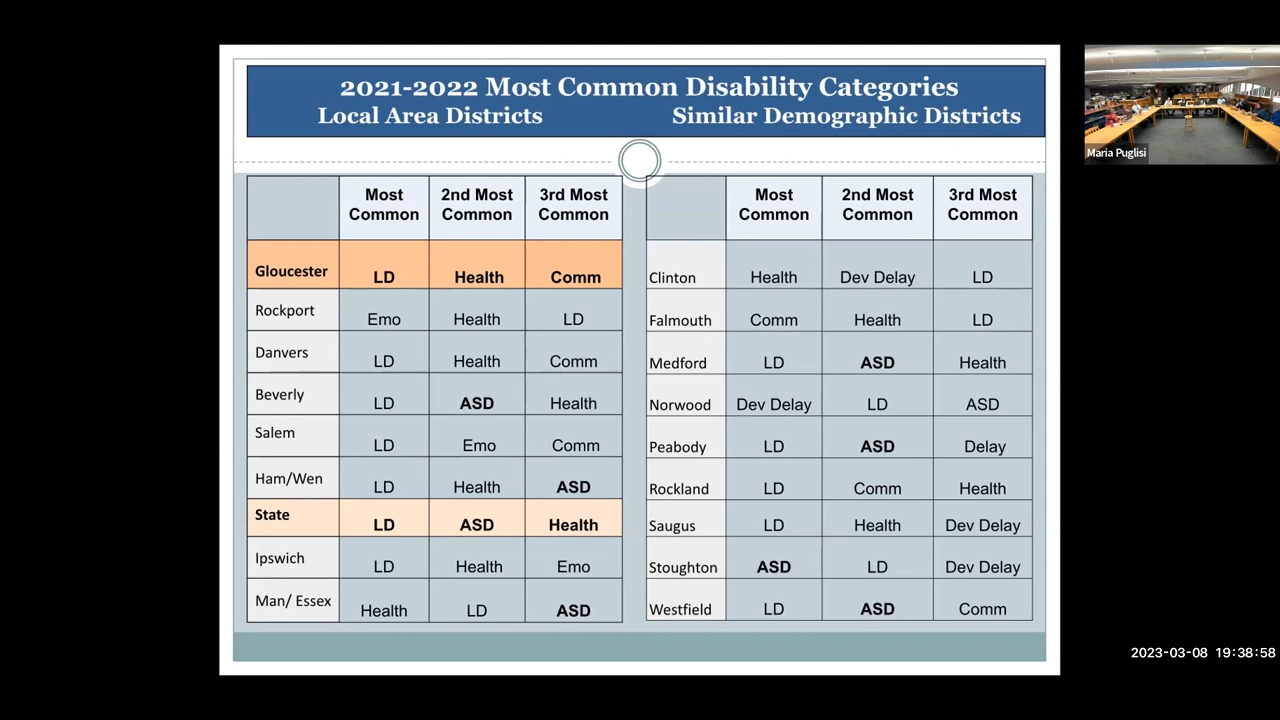 2021-2022 Most Common Disability Categories
Local Area Districts Similar Demographic Districts
Maria Puglisi
Most Common 2nd Most Common 3rd Most Common
Gloucester LD Health Comm
Rockport Emo Health LD
Danvers LD Health Comm
Beverly LD ASD Health
Salem LD Emo Comm
Ham/Wen LD Health ASD
State LD ASD Health
Ipswich LD Health Emo
Man/ Essex Health LD ASD
Most Common 2nd Most Common 3rd Most Common
Clinton Health Dev Delay LD
Falmouth Comm Health LD
Medford LD ASD Health
Norwood Dev Delay LD ASD
Peabody LD ASD Delay
Rockland LD Comm Health
Saugus LD Health Dev Delay
Stoughton ASD LD Dev Delay
Westfield LD ASD Comm
2023-03-08 19:38:58